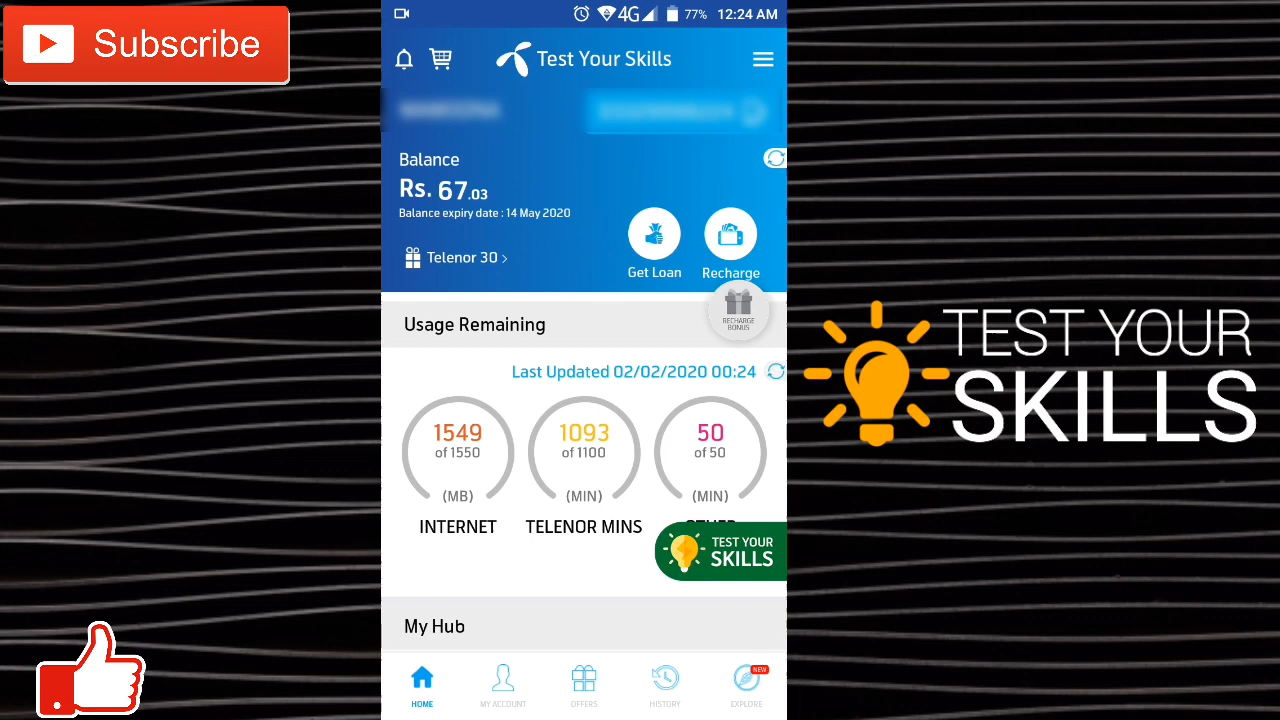 Subscribe
4G 77% 12:24 AM
Test Your Skills
Balance
Rs. 67.03
Balance expiry date : 14 May 2020
Telenor 30 >
Get Loan
Recharge
RECHARGE
BONUS
Usage Remaining
Last Updated 02/02/2020 00:24
1549
of 1550
(MB)
INTERNET
1093
of 1100
(MIN)
TELENOR MINS
50
of 50
(MIN)
TEST YOUR
SKILLS
My Hub
HOME
MY ACCOUNT
OFFERS
HISTORY
NEW
EXPLORE
TEST YOUR
SKILLS